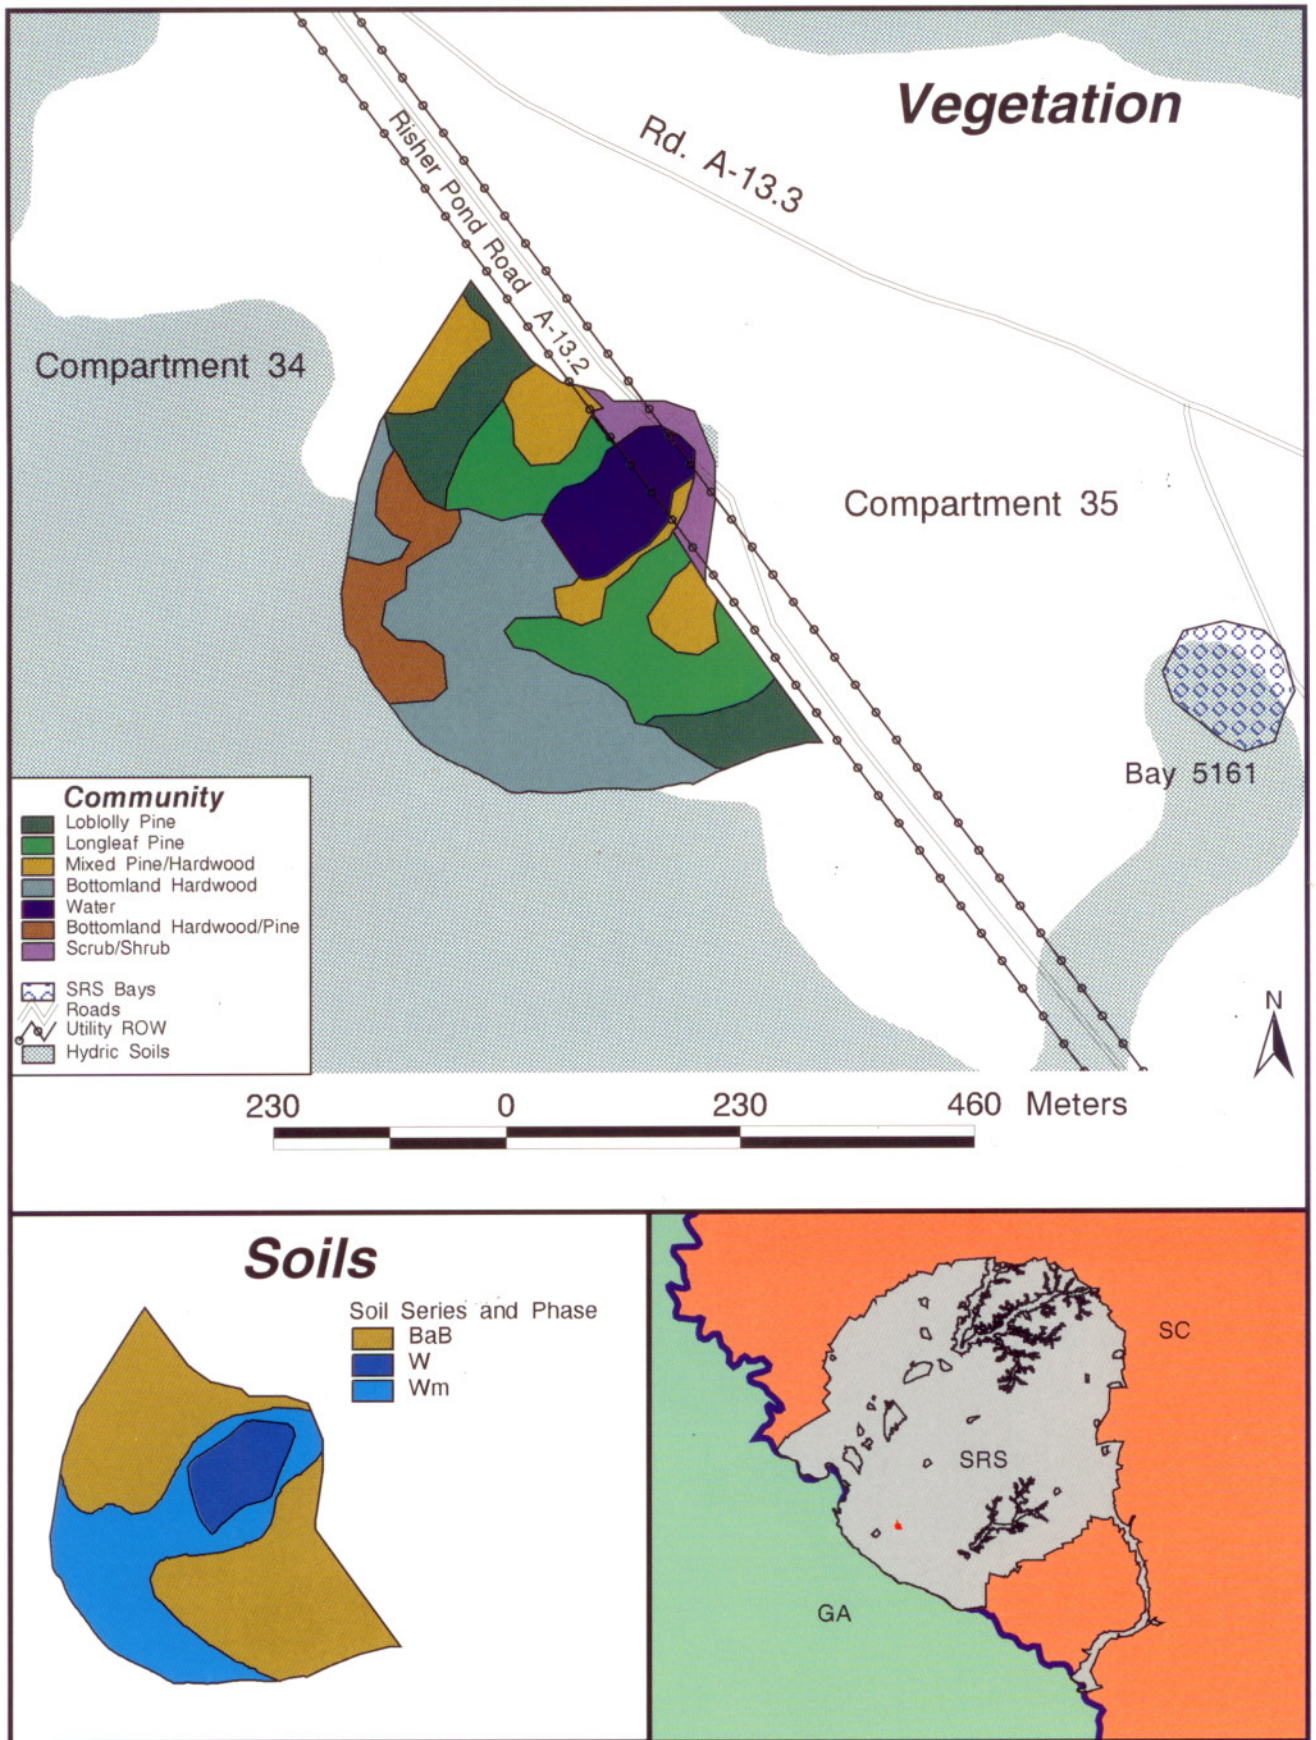 Vegetation
Rd. A-13.3
Risher Pond Road A-13.2
Compartment 34
Compartment 35
Bay 5161
Community
Loblolly Pine
Longleaf Pine
Mixed Pine/Hardwood
Bottomland Hardwood
Water
Bottomland Hardwood/Pine
Scrub/Shrub
SRS Bays
Roads
Utility ROW
Hydric Soils
N
230 0 230 460 Meters
Soils
Soil Series and Phase
BaB
W
Wm
SC
SRS
GA